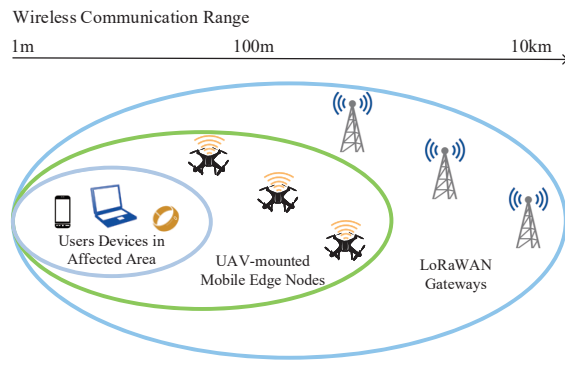 Wireless Communication Range
1m 100m 10km
Users Devices in
Affected Area
UAV-mounted
Mobile Edge Nodes
LoRaWAN
Gateways